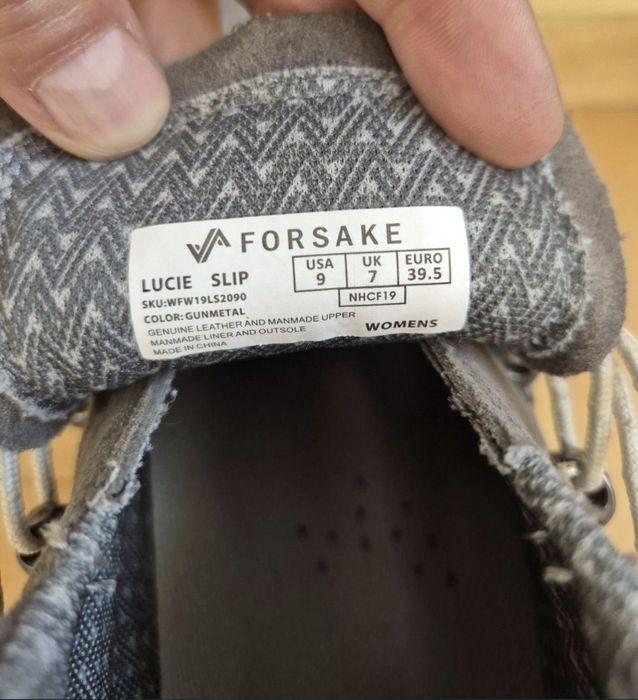 FORSAKE
LUCIE SLIP
SKU:WFW19LS2090
COLOR:GUNMETAL
USA UK EURO
9 7 39.5
NHCF19
GENUINE LEATHER AND MANMADE UPPER
MANMADE LINER AND OUTSOLE
MADE IN CHINA
WOMENS